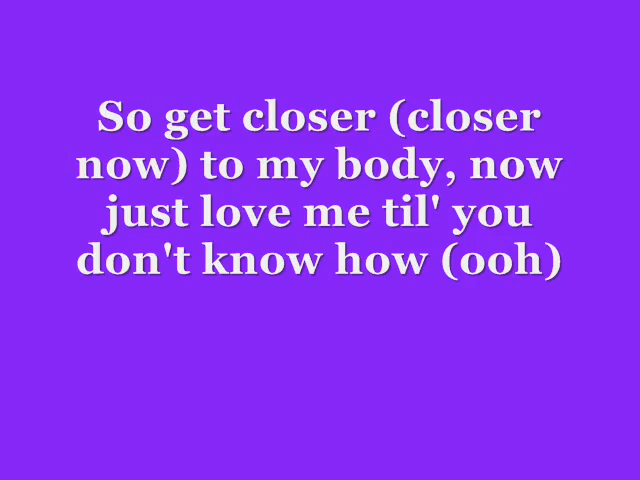 So get closer (closer
now) to my body, now
just love me til' you
don't know how (ooh)